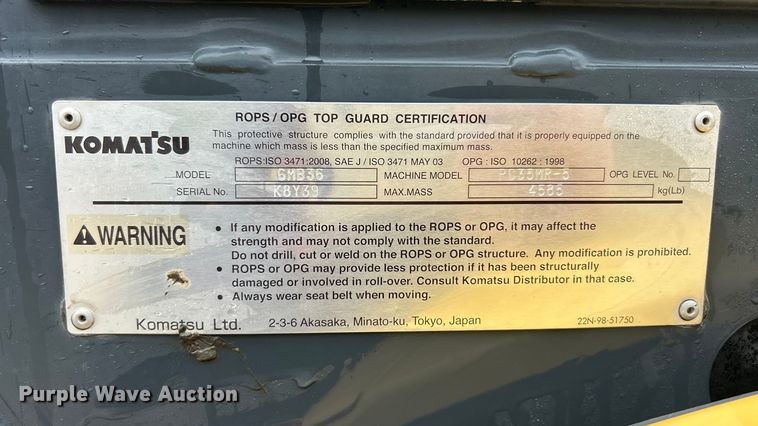 ROPS / OPG TOP GUARD CERTIFICATION
KOMATSU
This protective structure complies with the standard provided that it is properly equipped on the
machine which mass is less than the specified maximum mass.
ROPS:ISO 3471:2008, SAE J / ISO 3471 MAY 03 OPG : ISO 10262 : 1998
MODEL GMB36 MACHINE MODEL OPG LEVEL No.
SERIAL No. K8Y39 MAX.MASS 4585 kg(Lb)
WARNING
• If any modification is applied to the ROPS or OPG, it may affect the
strength and may not comply with the standard.
Do not drill, cut or weld on the ROPS or OPG structure. Any modification is prohibited.
• ROPS or OPG may provide less protection if it has been structurally
damaged or involved in roll-over. Consult Komatsu Distributor in that case.
• Always wear seat belt when moving.
Komatsu Ltd. 2-3-6 Akasaka, Minato-ku, Tokyo, Japan 22N-98-51750
Purple Wave Auction